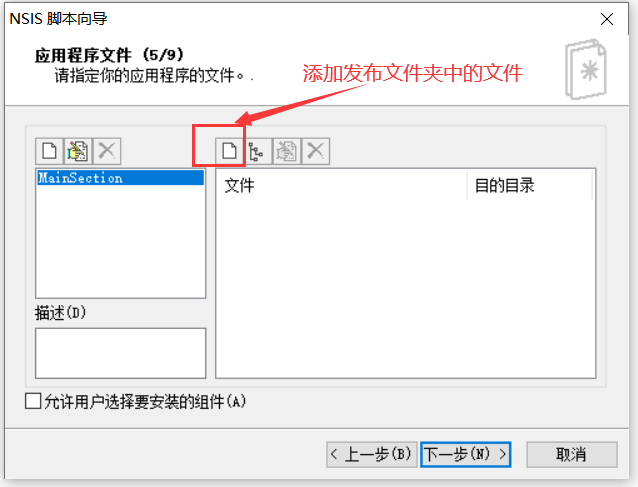 NSIS 脚本向导
应用程序文件 (5/9)
请指定你的应用程序的文件。.
添加发布文件夹中的文件
MainSection
文件 目的目录
描述(D)
允许用户选择要安装的组件(A)
< 上一步(B) 下一步(N) > 取消